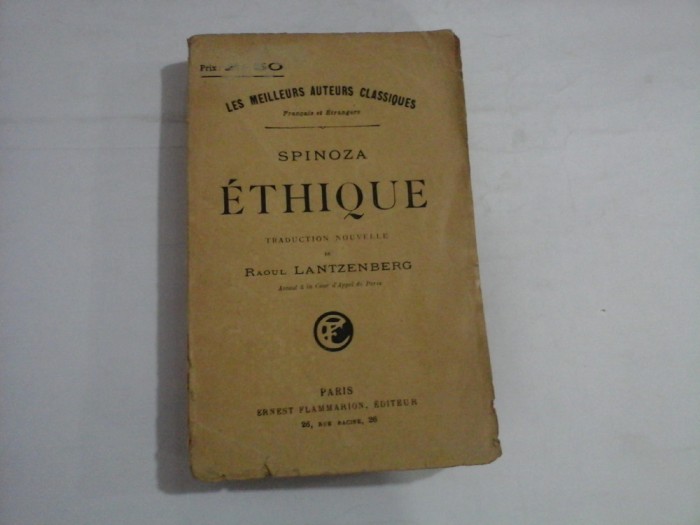 Prix
LES MEILLEURS AUTEURS CLASSIQUES
Français et Étrangers
SPINOZA
ÉTHIQUE
TRADUCTION NOUVELLE
DE
RAOUL LANTZENBERG
Avocat à la Cour d'Appel de Paris
PARIS
ERNEST FLAMMARION, ÉDITEUR
26, RUE RACINE, 26